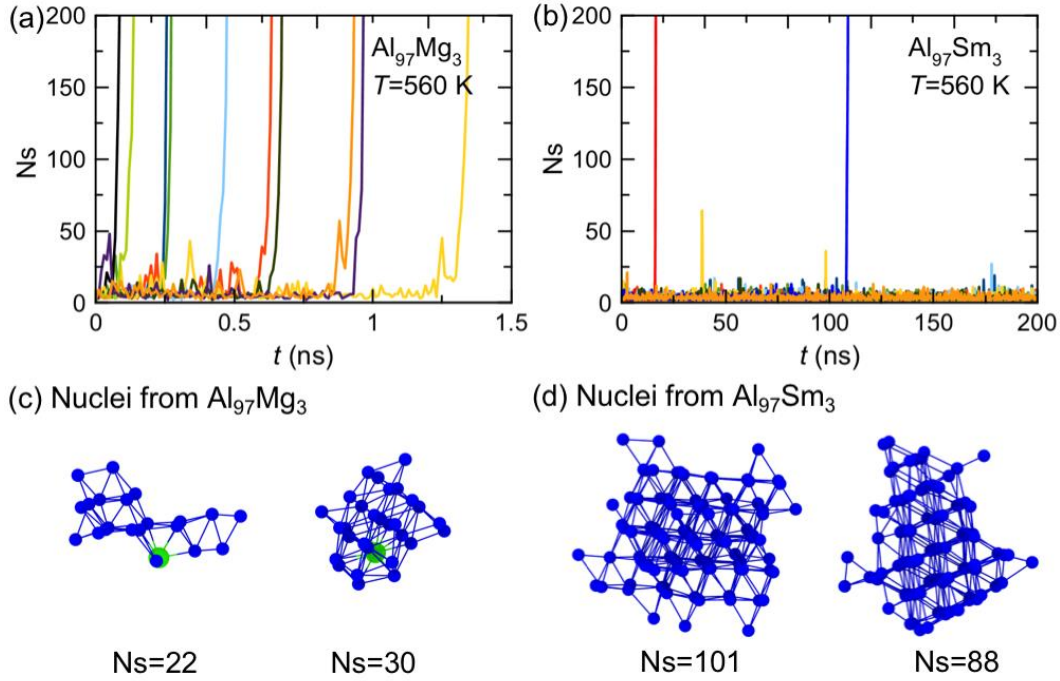 (a)
Al97Mg3
T=560 K
Ns
200
150
100
50
0
0 0.5 1 1.5
t (ns)
(b)
Al97Sm3
T=560 K
Ns
200
150
100
50
0
0 50 100 150 200
t (ns)
(c) Nuclei from Al97Mg3
Ns=22 Ns=30
(d) Nuclei from Al97Sm3
Ns=101 Ns=88